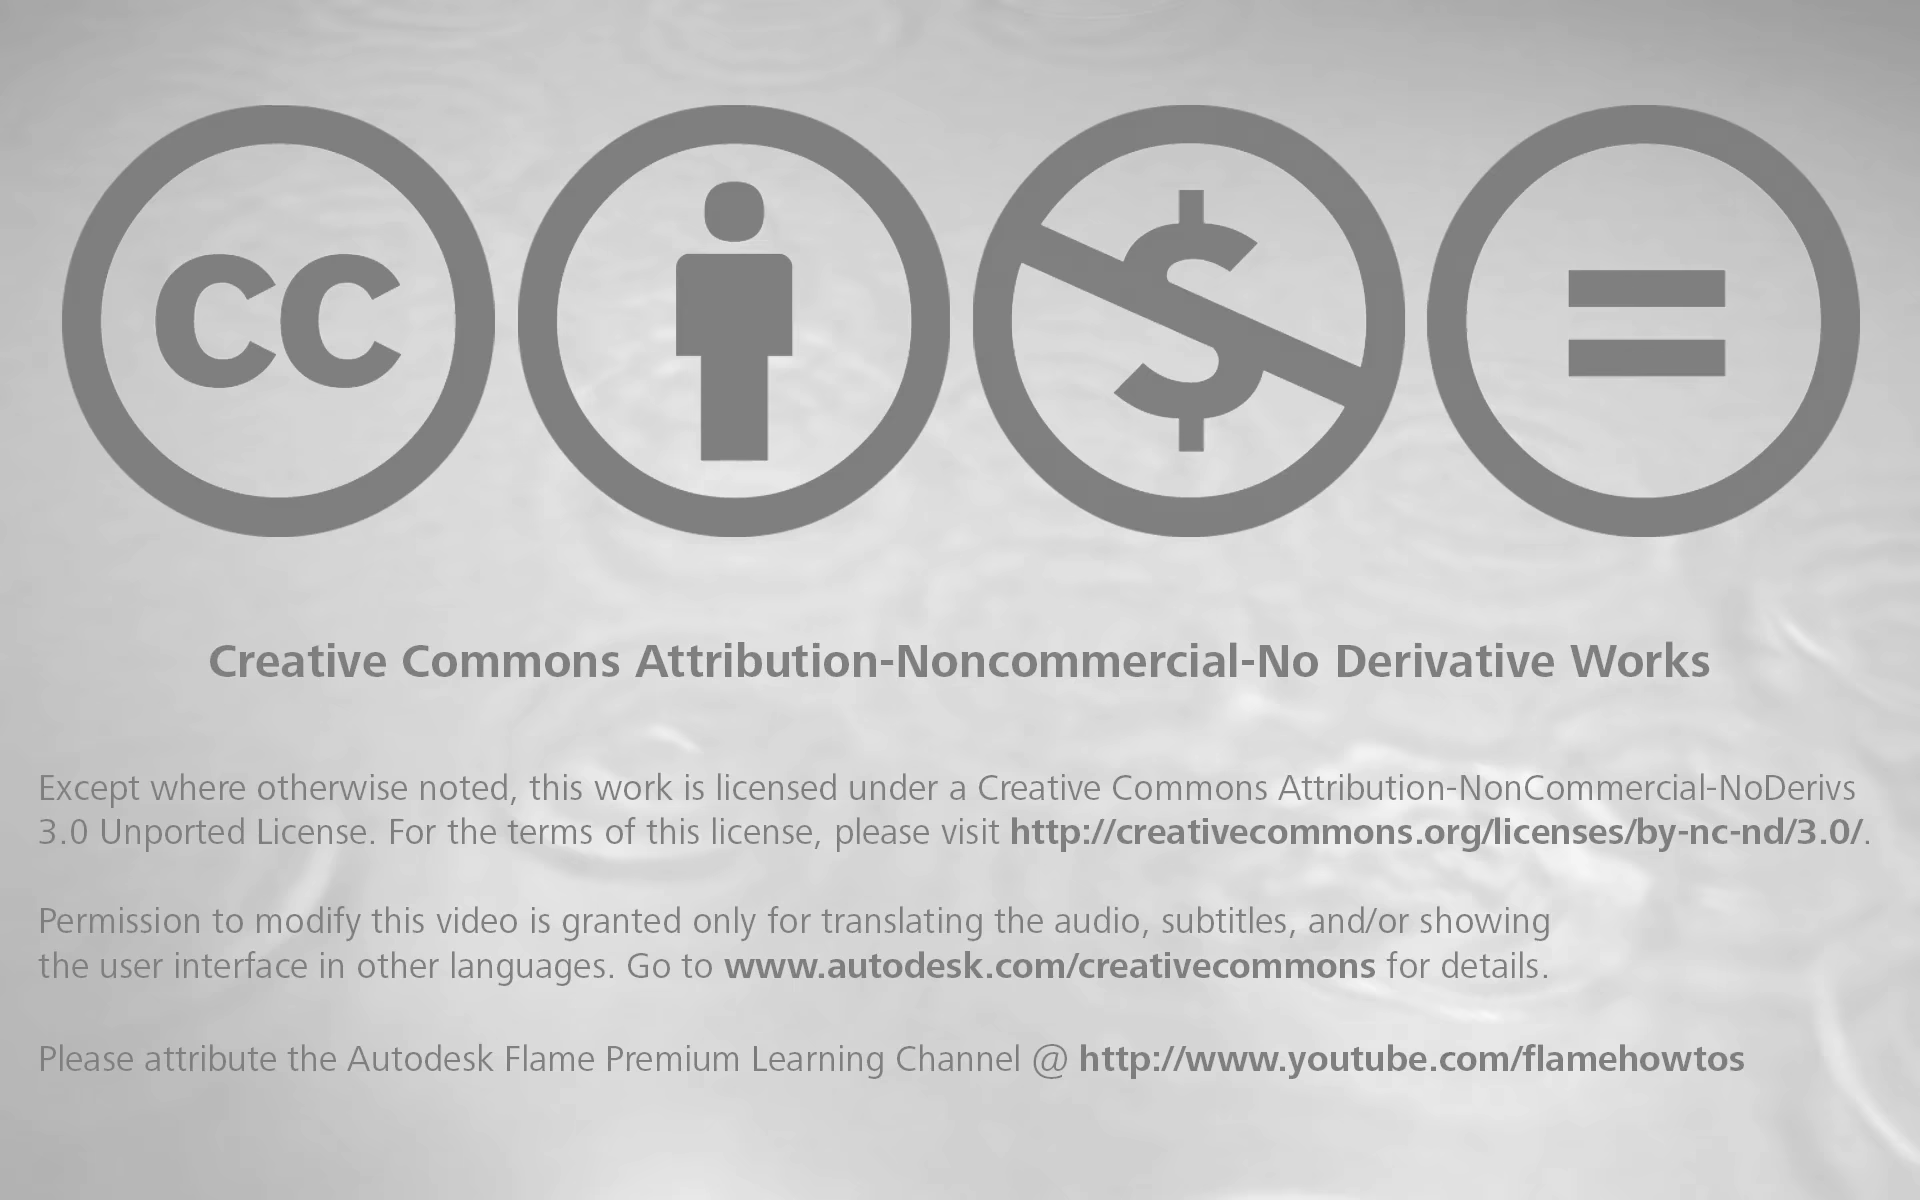 cc
$
=
Creative Commons Attribution-Noncommercial-No Derivative Works
Except where otherwise noted, this work is licensed under a Creative Commons Attribution-NonCommercial-NoDerivs
3.0 Unported License. For the terms of this license, please visit http://creativecommons.org/licenses/by-nc-nd/3.0/.
Permission to modify this video is granted only for translating the audio, subtitles, and/or showing
the user interface in other languages. Go to www.autodesk.com/creativecommons for details.
Please attribute the Autodesk Flame Premium Learning Channel @ http://www.youtube.com/flamehowtos